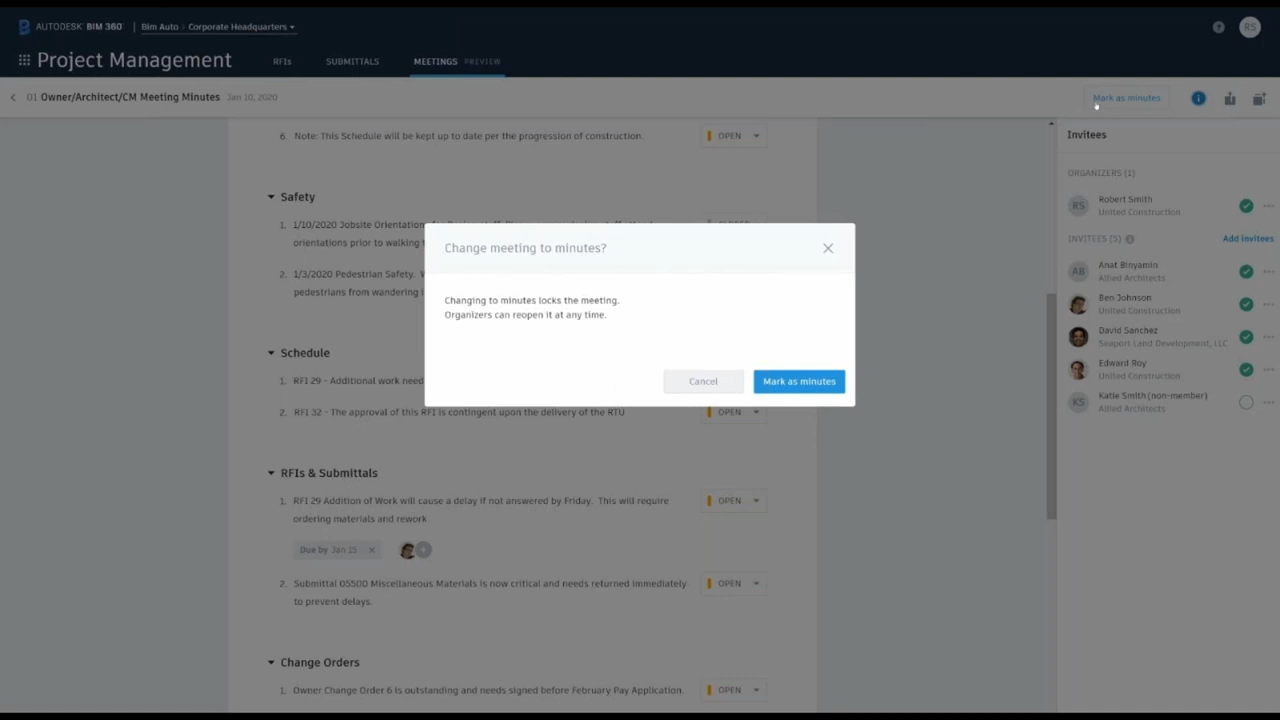 AUTODESK BIM 360
Bim Auto > Corporate Headquarters
RS
Project Management
RFIs
SUBMITTALS
MEETINGS PREVIEW
01 Owner/Architect/CM Meeting Minutes Jan 10, 2020
Mark as minutes
6. Note: This Schedule will be kept up to date per the progression of construction.
OPEN
Safety
1. 1/10/2020 Jobsite Orientation
orientations prior to walking
2. 1/3/2020 Pedestrian Safety.
pedestrians from wandering
Schedule
1. RFI 29 - Additional work need
2. RFI 32 - The approval of this RFI is contingent upon the delivery of the RTU
OPEN
RFIs & Submittals
1. RFI 29 Addition of Work will cause a delay if not answered by Friday. This will require
ordering materials and rework
OPEN
Due by Jan 15
2. Submittal 05500 Miscellaneous Materials is now critical and needs returned immediately
to prevent delays.
OPEN
Change Orders
1. Owner Change Order 6 is outstanding and needs signed before February Pay Application.
OPEN
Change meeting to minutes?
Changing to minutes locks the meeting.
Organizers can reopen it at any time.
Cancel
Mark as minutes
Invitees
ORGANIZERS (1)
RS
Robert Smith
United Construction
INVITEES (5)
Add invitees
AB
Anat Binyamin
Allied Architects
Ben Johnson
United Construction
David Sanchez
Seaport Land Development, LLC
Edward Roy
United Construction
KS
Katie Smith (non-member)
Allied Architects